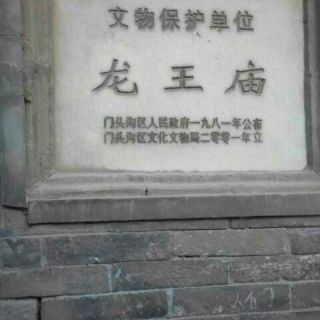 文物保护单位
龙王庙
门头沟区人民政府一九八一年公布
门头沟区文化文物局二零零一年立